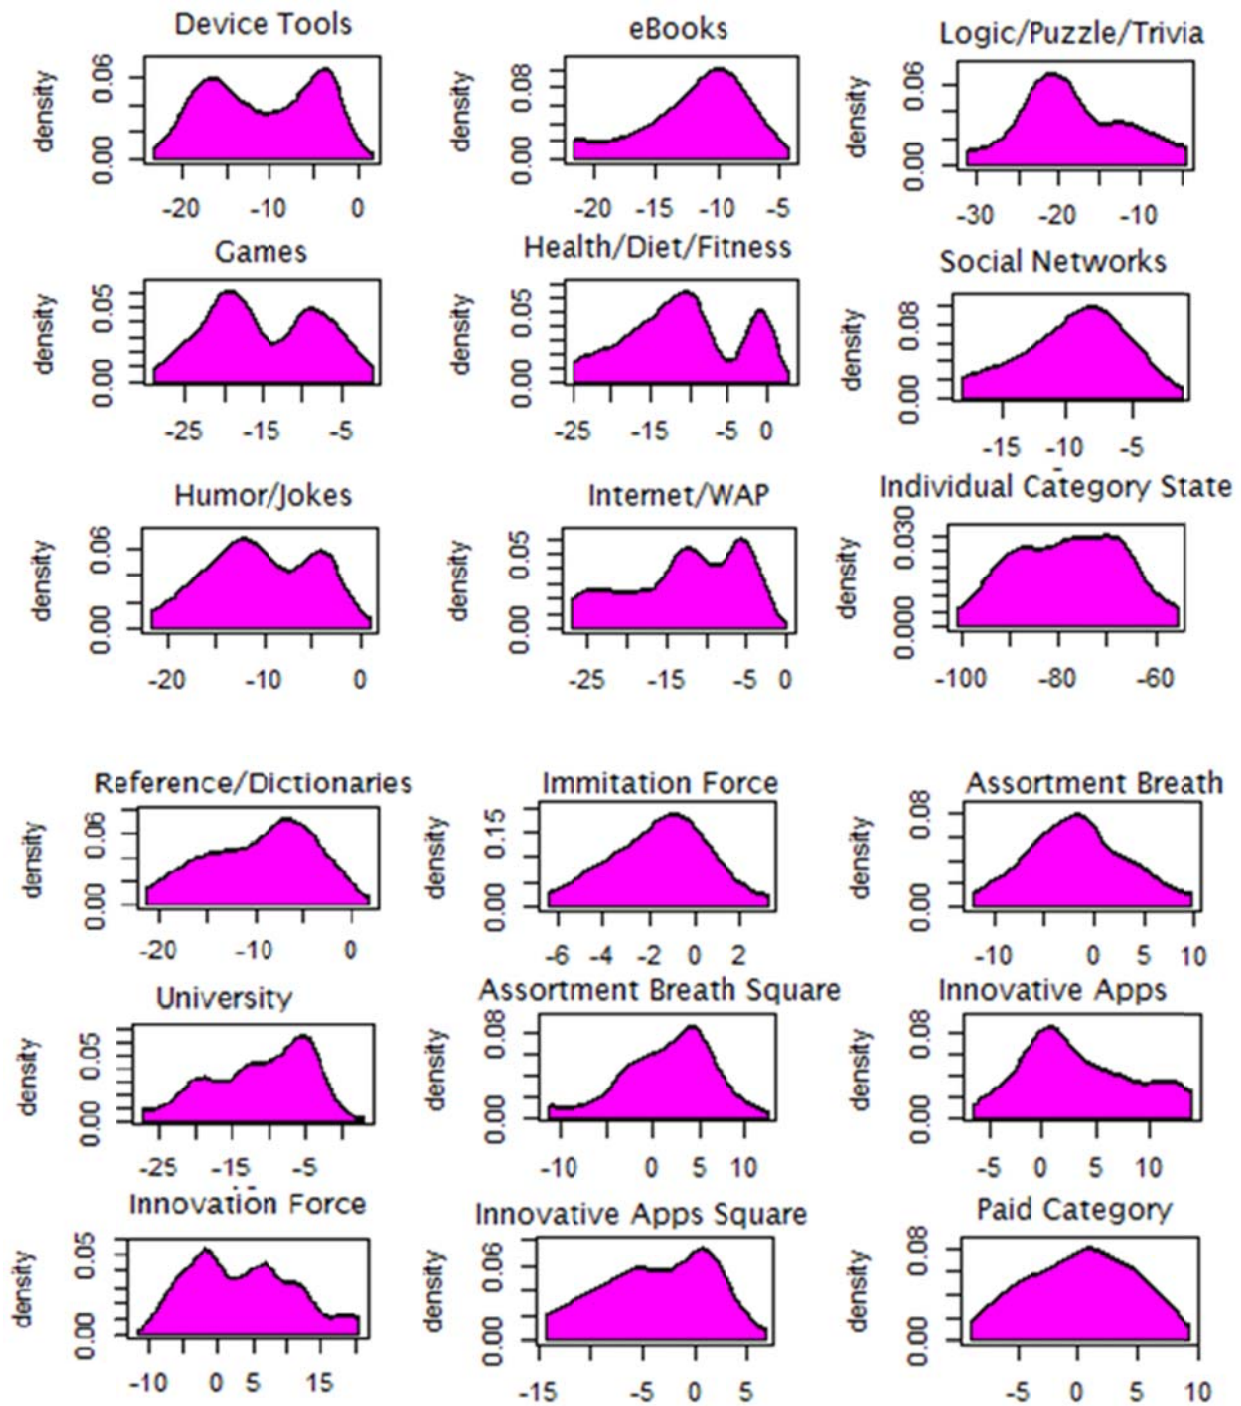 Device Tools
density
0.00 0.06
-20 -10 0
eBooks
density
0.00 0.08
-20 -15 -10 -5
Logic/Puzzle/Trivia
density
0.00 0.06
-30 -20 -10
Games
density
0.00 0.05
-25 -15 -5
Health/Diet/Fitness
density
0.00 0.05
-25 -15 -5 0
Social Networks
density
0.00 0.08
-15 -10 -5
Humor/Jokes
density
0.00 0.06
-20 -10 0
Internet/WAP
density
0.00 0.05
-25 -15 -5 0
Individual Category State
density
0.000 0.030
-100 -80 -60
Reference/Dictionaries
density
0.00 0.06
-20 -10 0
Immitation Force
density
0.00 0.15
-6 -4 -2 0 2
Assortment Breath
density
0.00 0.08
-10 0 5 10
University
density
0.00 0.05
-25 -15 -5
Assortment Breath Square
density
0.00 0.08
-10 0 5 10
Innovative Apps
density
0.00 0.08
-5 0 5 10
Innovation Force
density
0.00 0.05
-10 0 5 15
Innovative Apps Square
density
0.00 0.06
-15 -5 0 5
Paid Category
density
0.00 0.08
-5 0 5 10